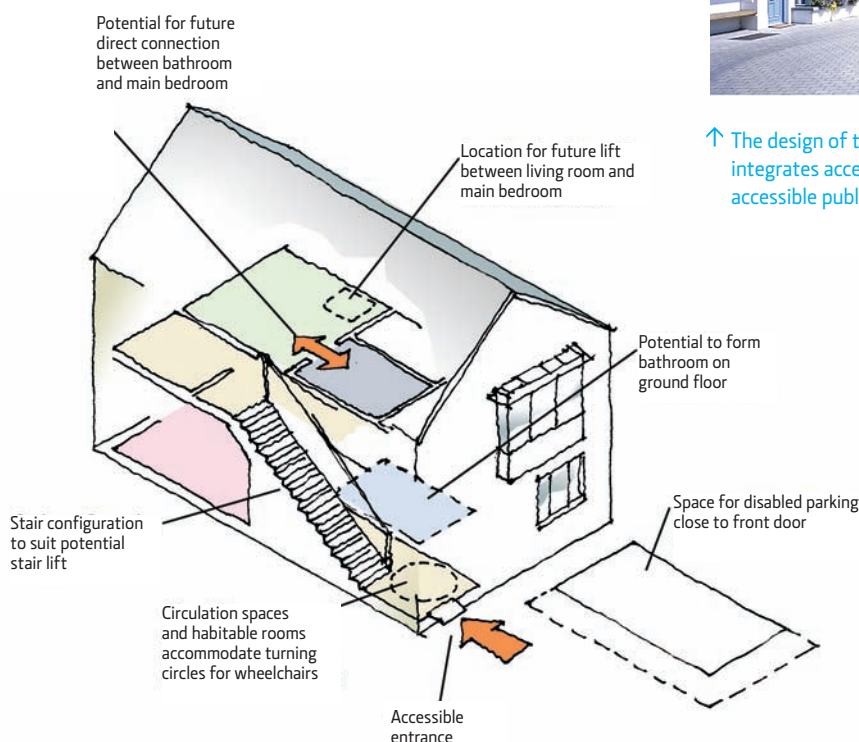 Potential for future
direct connection
between bathroom
and main bedroom
↑ The design of t
integrates acce
accessible publ
Location for future lift
between living room and
main bedroom
Potential to form
bathroom on
ground floor
Space for disabled parking
close to front door
Stair configuration
to suit potential
stair lift
Circulation spaces
and habitable rooms
accommodate turning
circles for wheelchairs
Accessible
entrance